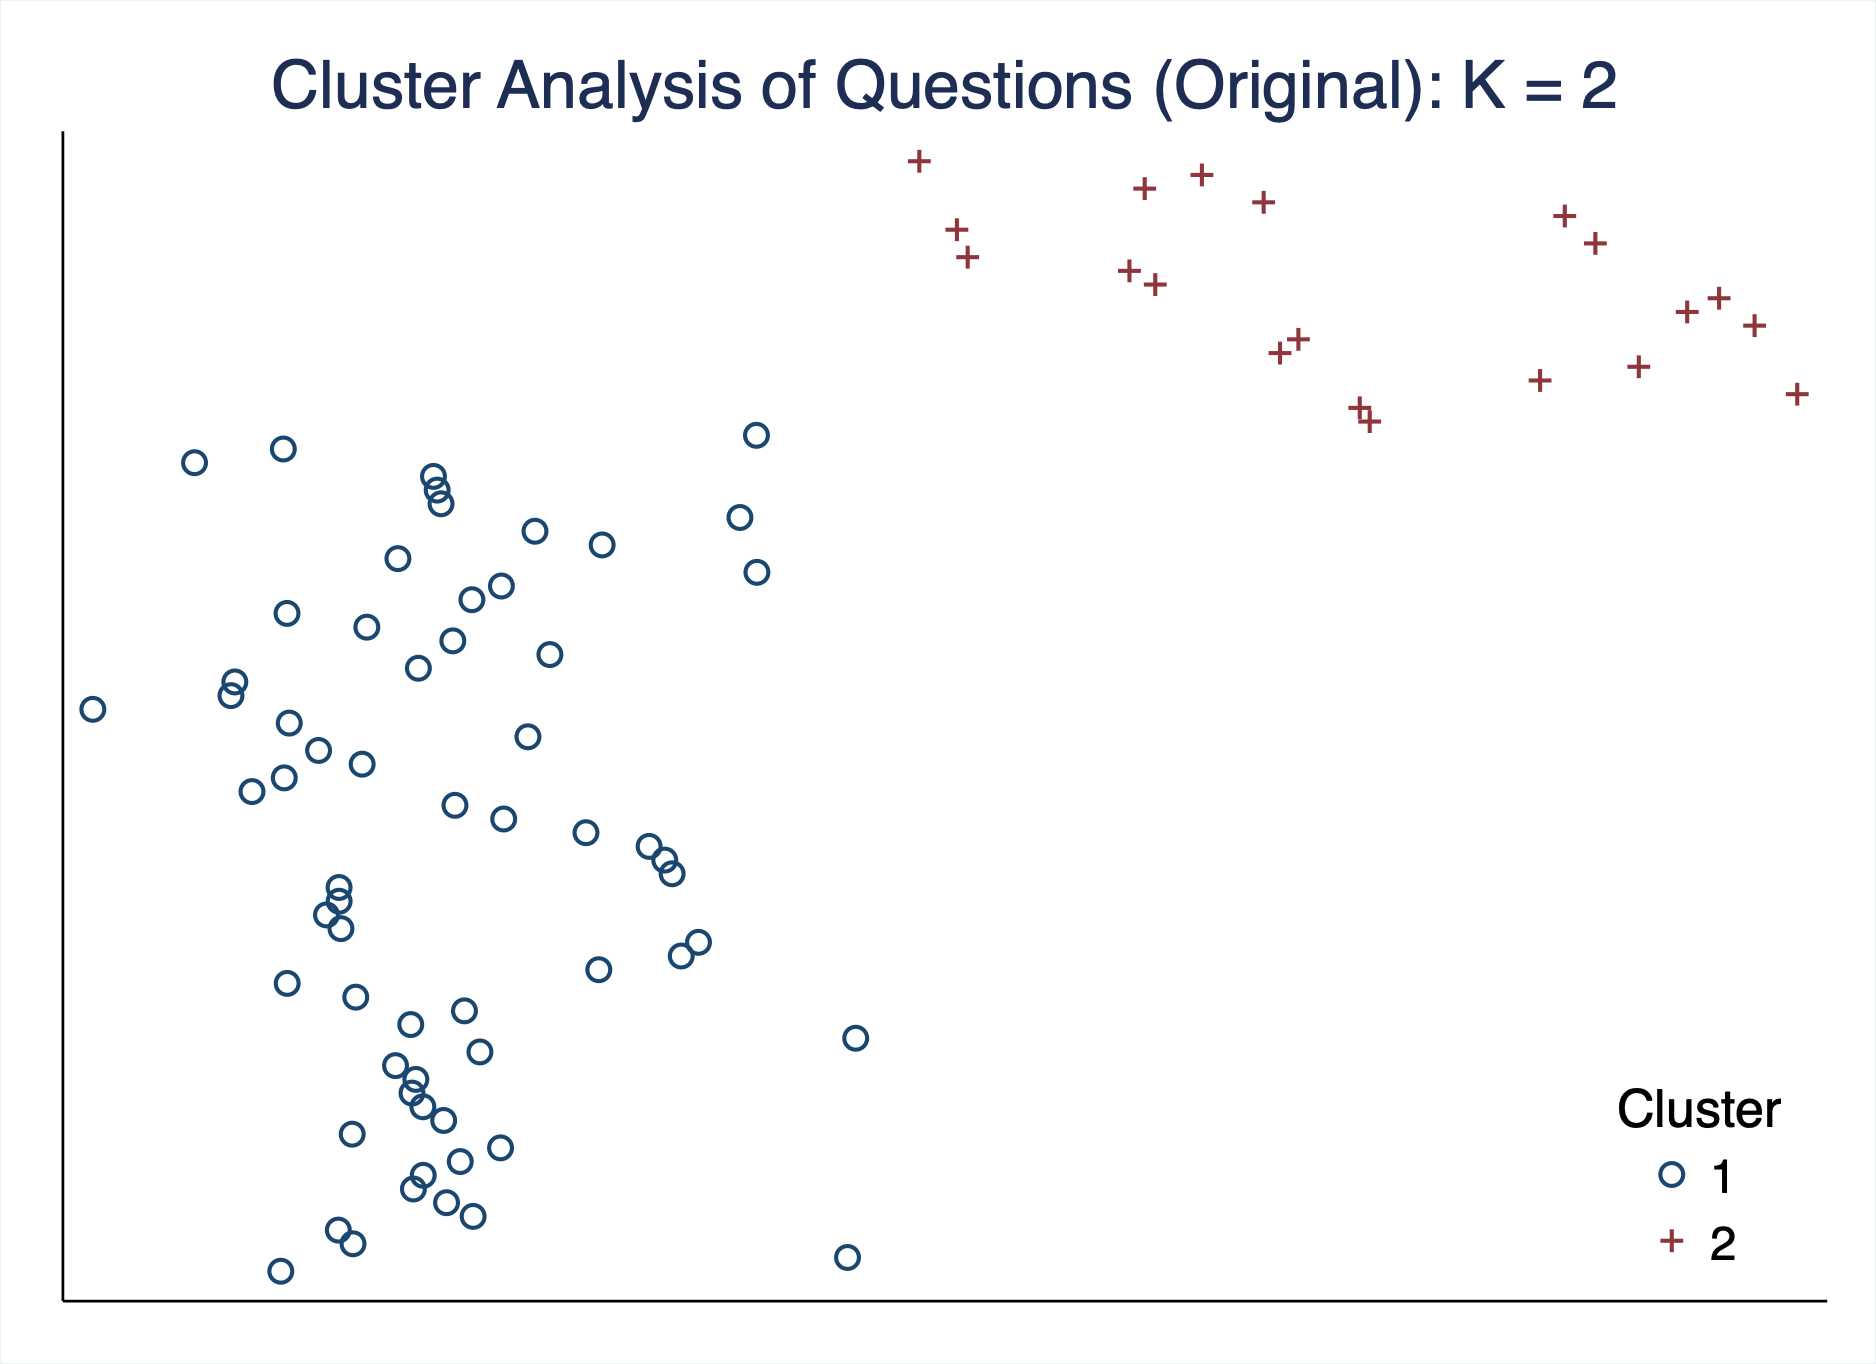 Cluster Analysis of Questions (Original): K = 2
Cluster
1
2